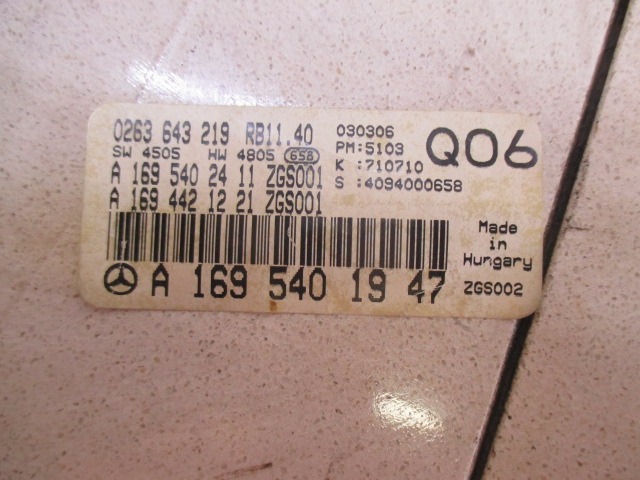 0263 643 219 RB11.40
SW 4505 HW 4805 658
A 169 540 24 11 ZGS001
A 169 442 12 21 ZGS001
030306
PM:5103
K :710710
S :4094000658
Q06
Made
in
Hungary
A 169 540 19 47
ZGS002